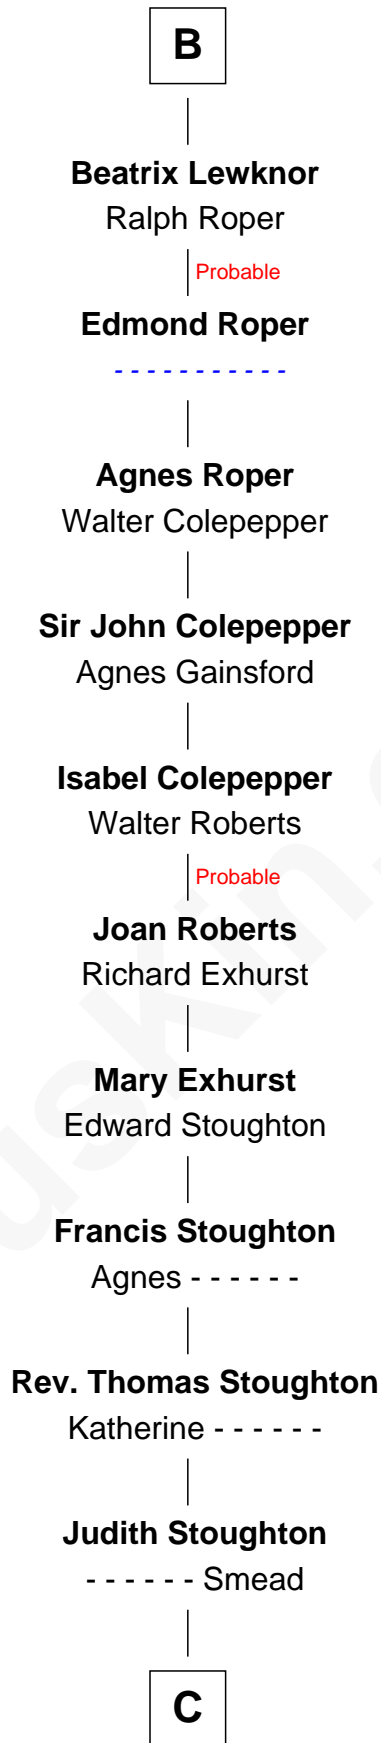 B
Beatrix Lewknor
Ralph Roper
Probable
Edmond Roper
- - - - - - - - - - -
Agnes Roper
Walter Colepepper
Sir John Colepepper
Agnes Gainsford
Isabel Colepepper
Walter Roberts
Probable
Joan Roberts
Richard Exhurst
Mary Exhurst
Edward Stoughton
Francis Stoughton
Agnes - - - - - -
Rev. Thomas Stoughton
Katherine - - - - - -
Judith Stoughton
- - - - - - Smead
C